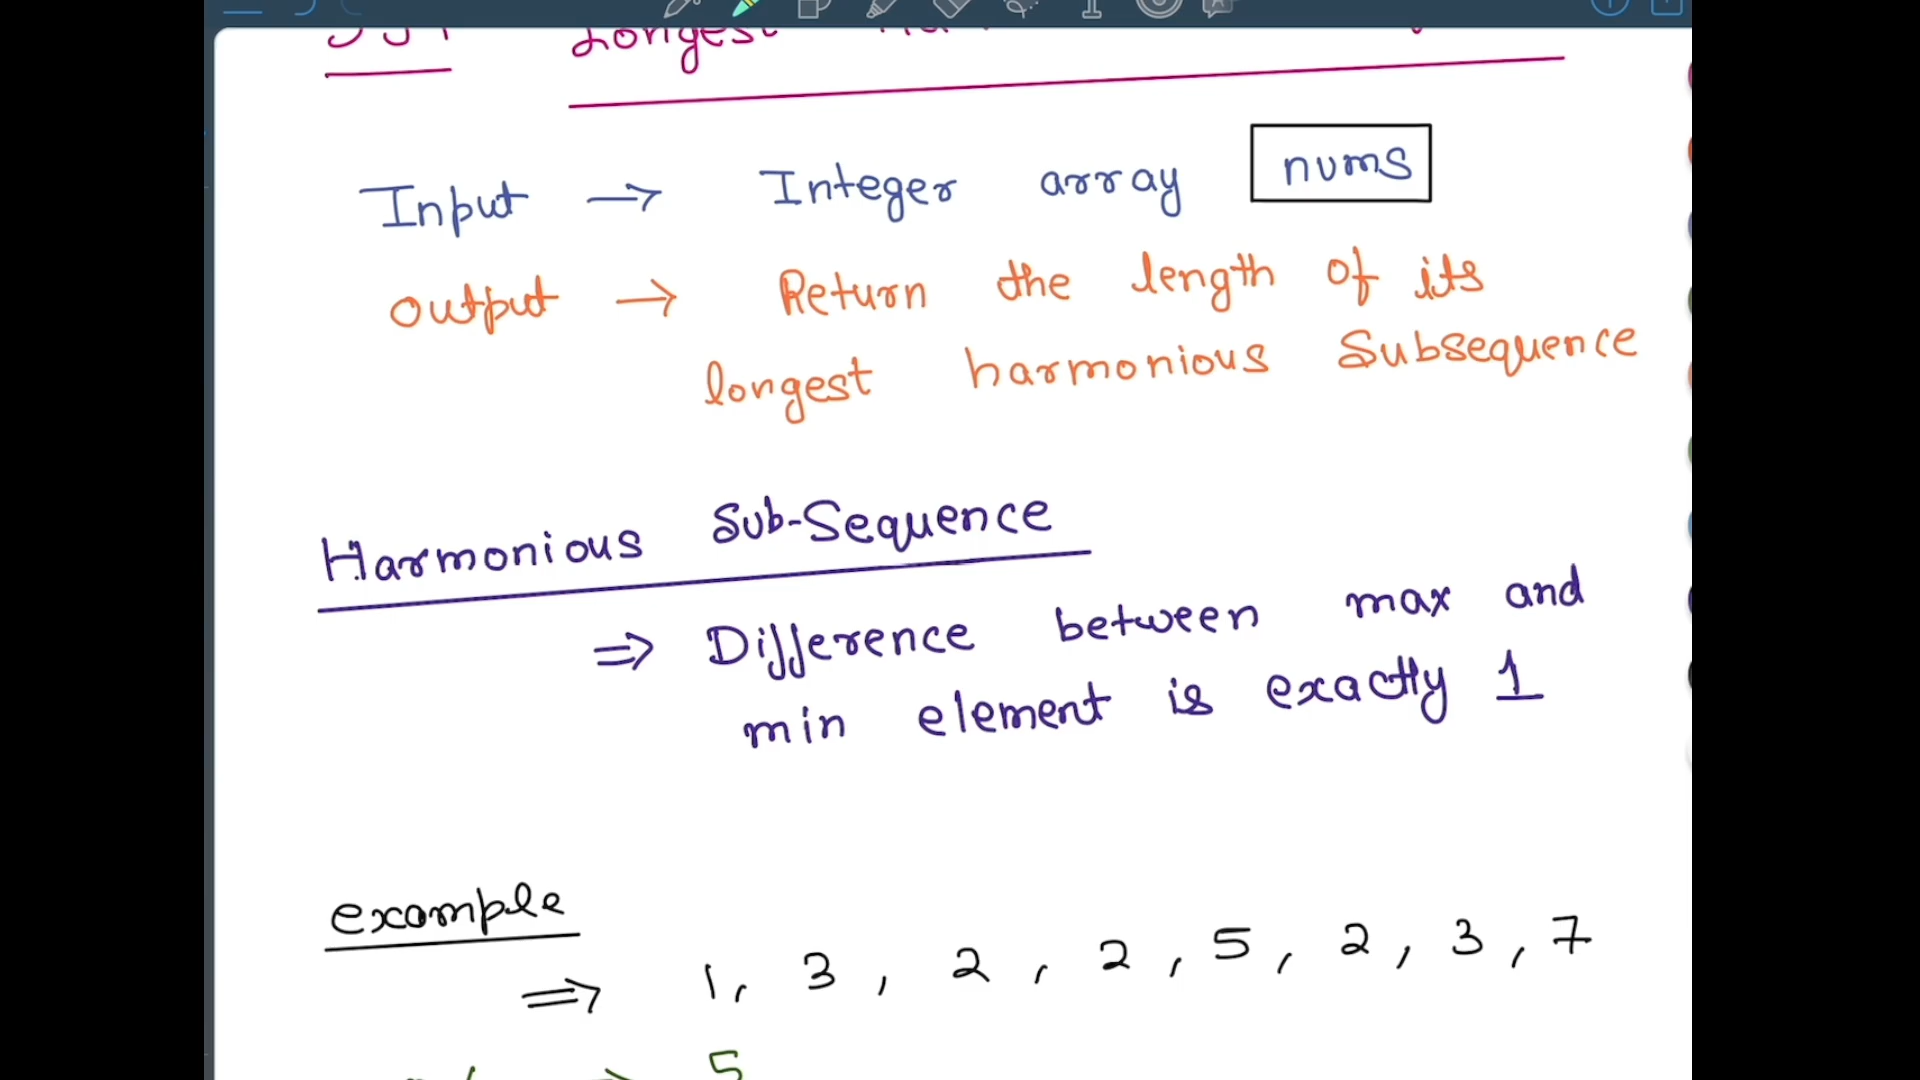 Longest
Input → Integer array nums
output → Return the length of its
longest harmonious subsequence
Harmonious Sub-Sequence
⇒ Difference between max and
min element is exactly 1
example
⇒ 1, 3, 2, 2, 5, 2, 3, 7
5